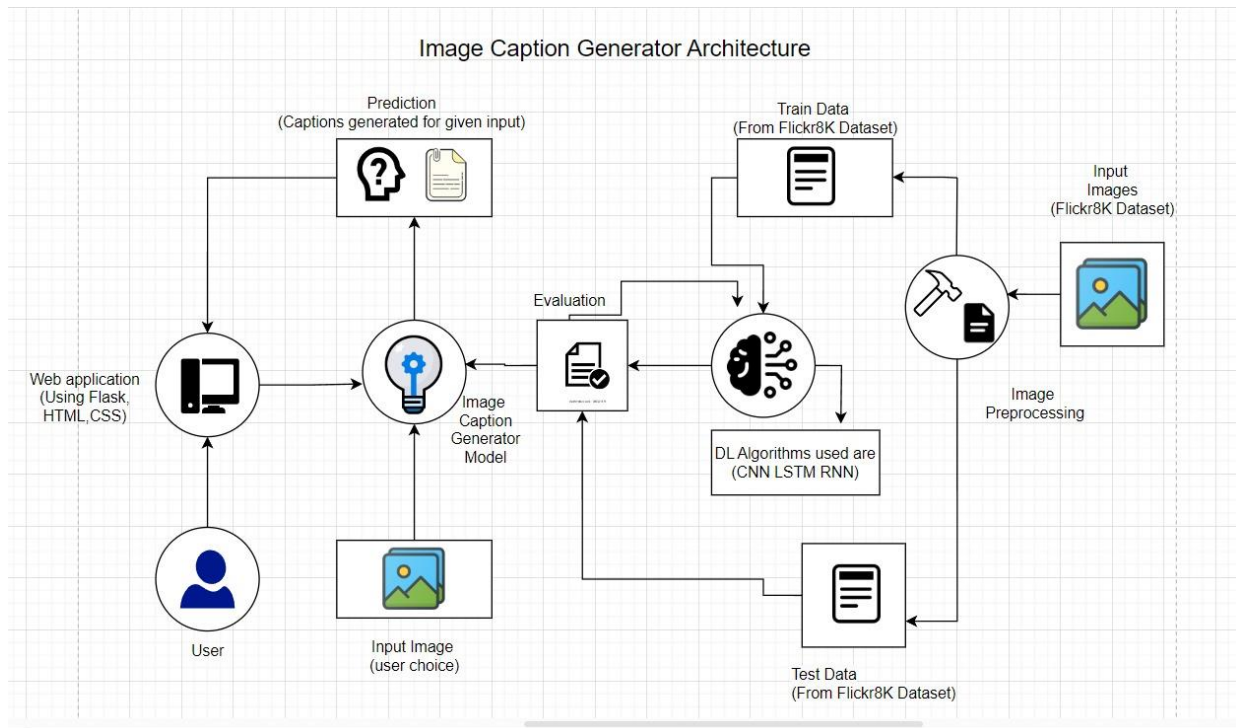 Image Caption Generator Architecture
Prediction
(Captions generated for given input)
Train Data
(From Flickr8K Dataset)
Input
Images
(Flickr8K Dataset)
Evaluation
Web application
(Using Flask,
HTML,CSS)
Image
Caption
Generator
Model
Image
Preprocessing
DL Algorithms used are
(CNN LSTM RNN)
User
Input Image
(user choice)
Test Data
(From Flickr8K Dataset)